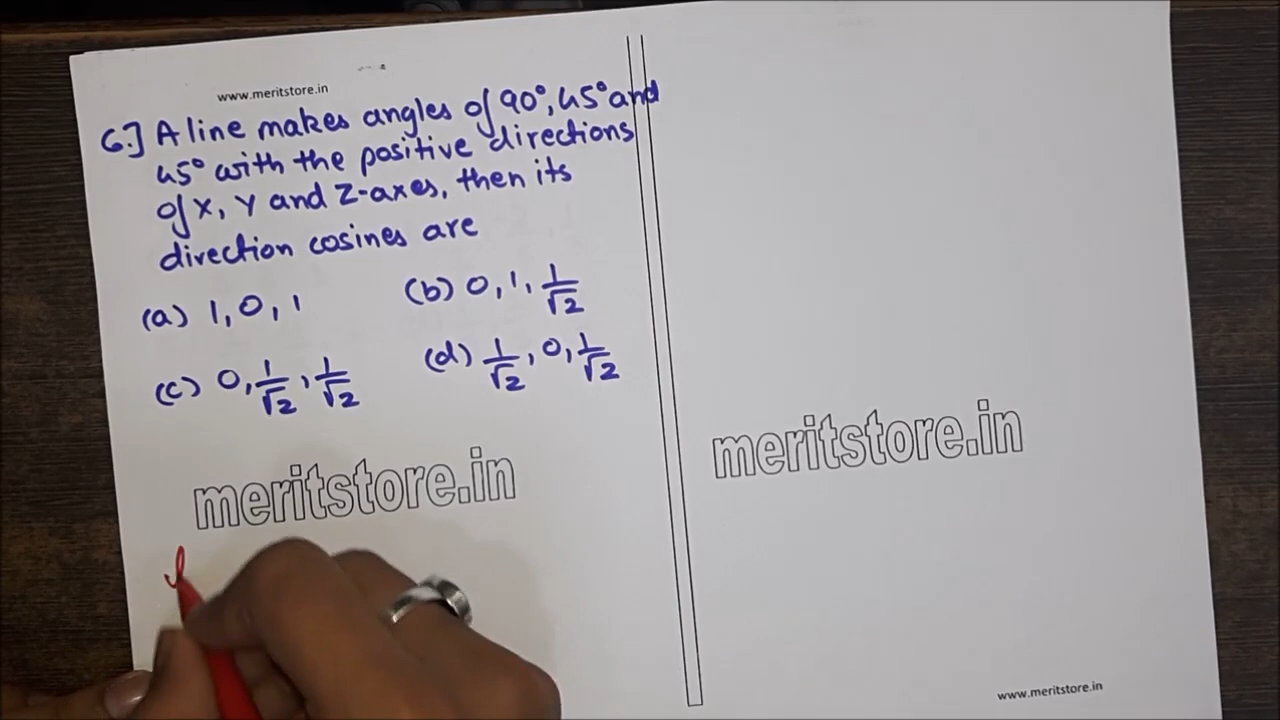 www.meritstore.in
6.] A line makes angles of 90°, 45° and
45° with the positive directions
of X, Y and Z-axes, then its
direction cosines are
(a) 1, 0, 1 (b) 0, 1, 1/√2
(c) 0, 1/√2, 1/√2 (d) 1/√2, 0, 1/√2
meritstore.in
meritstore.in
www.meritstore.in